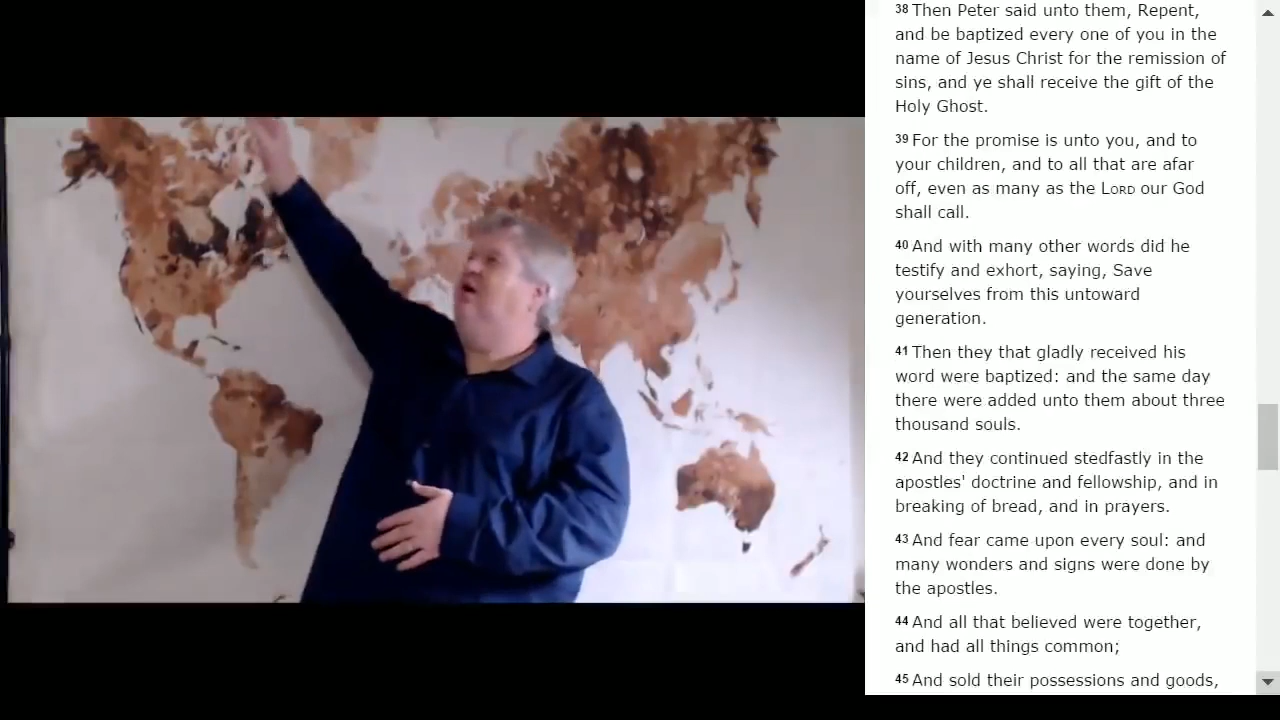 38 Then Peter said unto them, Repent,
and be baptized every one of you in the
name of Jesus Christ for the remission of
sins, and ye shall receive the gift of the
Holy Ghost.
39 For the promise is unto you, and to
your children, and to all that are afar
off, even as many as the LORD our God
shall call.
40 And with many other words did he
testify and exhort, saying, Save
yourselves from this untoward
generation.
41 Then they that gladly received his
word were baptized: and the same day
there were added unto them about three
thousand souls.
42 And they continued stedfastly in the
apostles' doctrine and fellowship, and in
breaking of bread, and in prayers.
43 And fear came upon every soul: and
many wonders and signs were done by
the apostles.
44 And all that believed were together,
and had all things common;
45 And sold their possessions and goods,